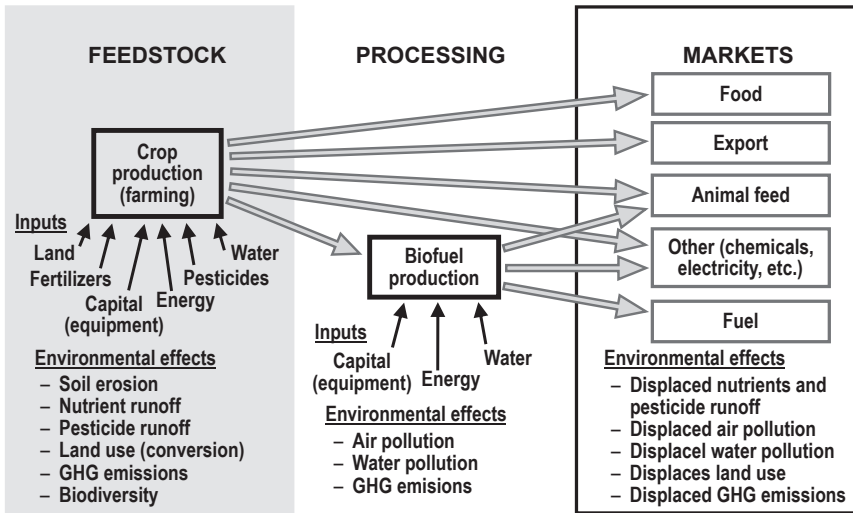 FEEDSTOCK
Crop
production
(farming)
Inputs
Land
Fertilizers
Capital
(equipment)
Energy
Pesticides
Water
Environmental effects
– Soil erosion
– Nutrient runoff
– Pesticide runoff
– Land use (conversion)
– GHG emissions
– Biodiversity
PROCESSING
Biofuel
production
Inputs
Capital
(equipment)
Energy
Water
Environmental effects
– Air pollution
– Water pollution
– GHG emisions
MARKETS
Food
Export
Animal feed
Other (chemicals,
electricity, etc.)
Fuel
Environmental effects
– Displaced nutrients and
pesticide runoff
– Displaced air pollution
– Displacel water pollution
– Displaces land use
– Displaced GHG emissions